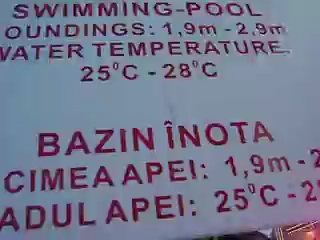 SWIMMING-POOL
OUNDINGS: 1,9m - 2,9m
WATER TEMPERATURE
25°C - 28°C
BAZIN ÎNOTA
CIMEA APEI: 1,9m - 2
ADUL APEI: 25°C - 2